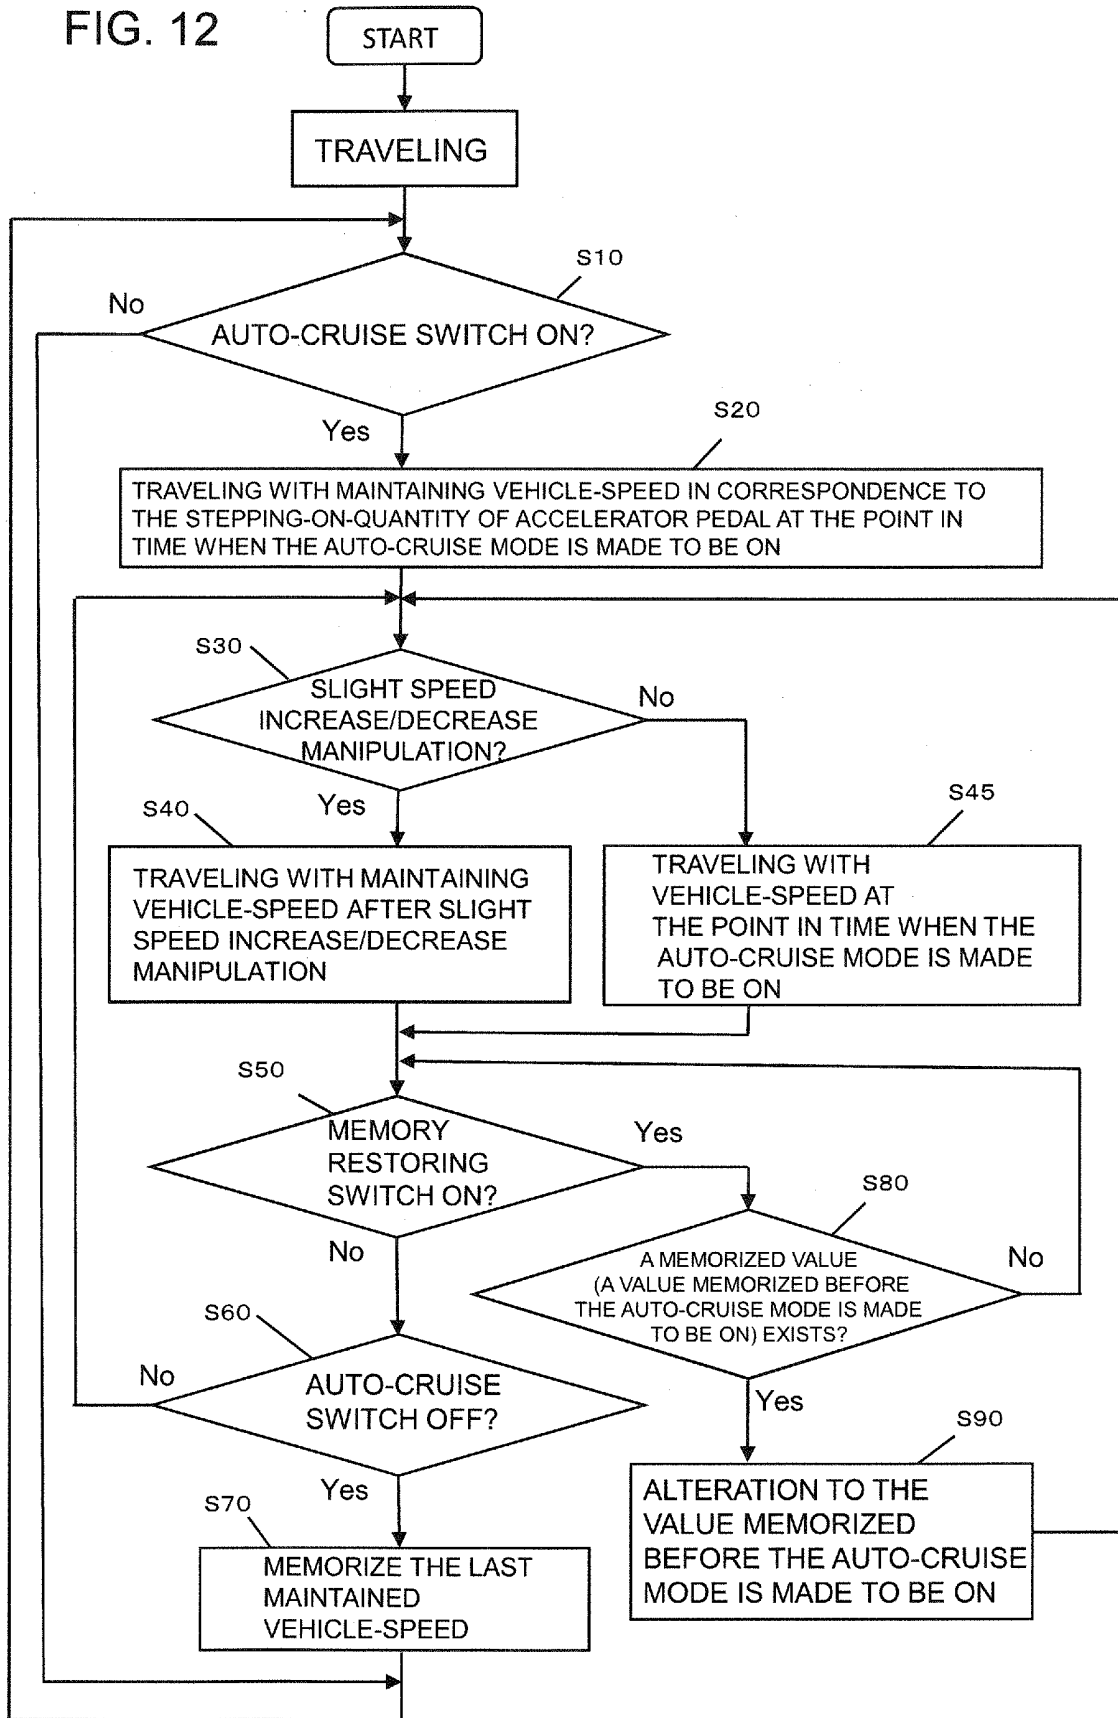 FIG. 12
START
TRAVELING
S10
No
AUTO-CRUISE SWITCH ON?
Yes
S20
TRAVELING WITH MAINTAINING VEHICLE-SPEED IN CORRESPONDENCE TO
THE STEPPING-ON-QUANTITY OF ACCELERATOR PEDAL AT THE POINT IN
TIME WHEN THE AUTO-CRUISE MODE IS MADE TO BE ON
S30
SLIGHT SPEED
INCREASE/DECREASE
MANIPULATION?
No
Yes
S40
TRAVELING WITH MAINTAINING
VEHICLE-SPEED AFTER SLIGHT
SPEED INCREASE/DECREASE
MANIPULATION
S45
TRAVELING WITH
VEHICLE-SPEED AT
THE POINT IN TIME WHEN THE
AUTO-CRUISE MODE IS MADE
TO BE ON
S50
MEMORY
RESTORING
SWITCH ON?
Yes
No
S80
A MEMORIZED VALUE
(A VALUE MEMORIZED BEFORE
THE AUTO-CRUISE MODE IS MADE
TO BE ON) EXISTS?
No
Yes
S60
No
AUTO-CRUISE
SWITCH OFF?
Yes
S90
ALTERATION TO THE
VALUE MEMORIZED
BEFORE THE AUTO-CRUISE
MODE IS MADE TO BE ON
S70
MEMORIZE THE LAST
MAINTAINED
VEHICLE-SPEED